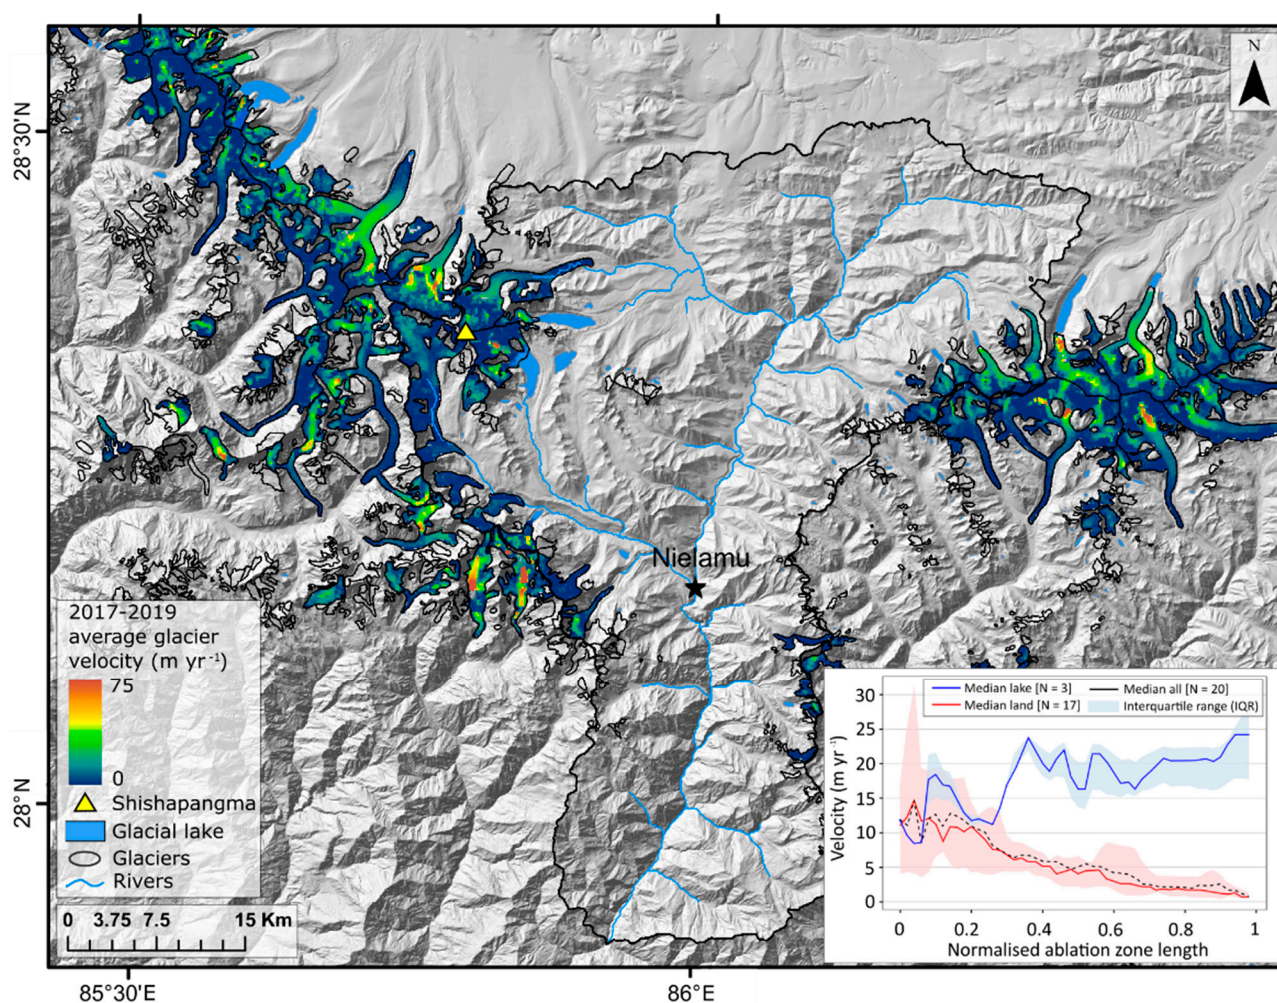 N
28°30'N
28°N
85°30'E
86°E
Nielamu
2017-2019
average glacier
velocity (m yr⁻¹)
75
0
Shishapangma
Glacial lake
Glaciers
Rivers
0 3.75 7.5 15 Km
Median lake [N = 3]
Median all [N = 20]
Median land [N = 17]
Interquartile range (IQR)
Velocity (m yr⁻¹)
30
25
20
15
10
5
0
0 0.2 0.4 0.6 0.8 1
Normalised ablation zone length